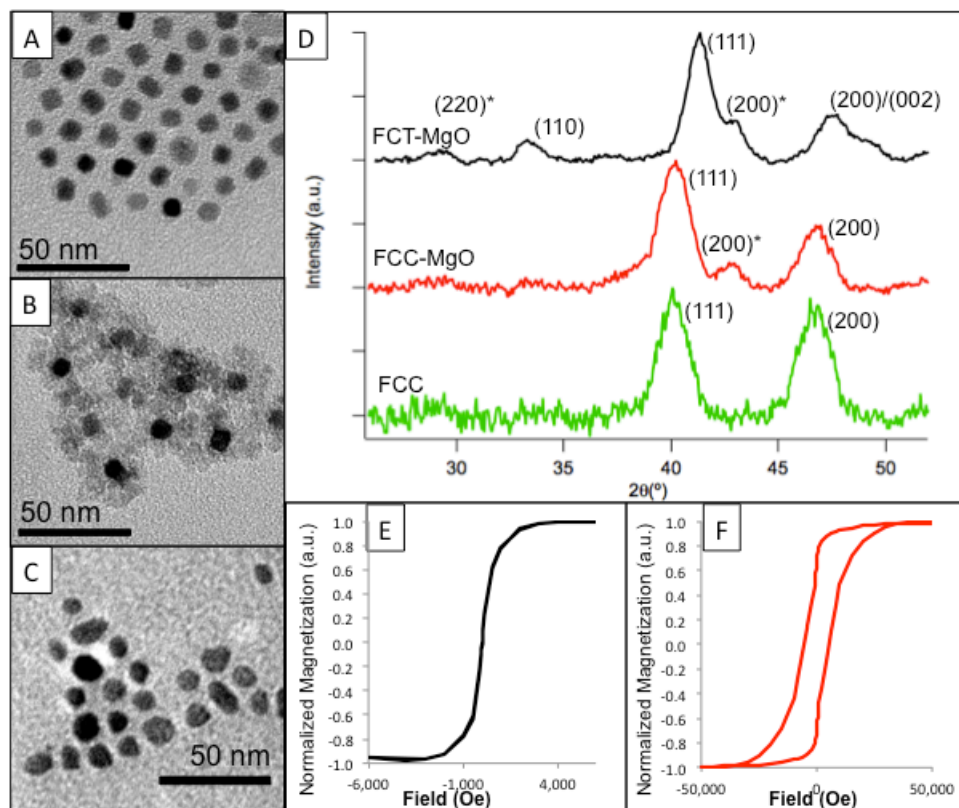 A
50 nm
B
50 nm
C
50 nm
D
(111)
(220)*
(110)
(200)*
(200)/(002)
FCT-MgO
(111)
(200)*
(200)
FCC-MgO
(111)
(200)
FCC
Intensity (a.u.)
30 35 40 45 50
2θ(º)
E
Normalized Magnetization (a.u.)
1.0
0.8
0.6
0.4
0.2
0.0
-0.2
-0.4
-0.6
-0.8
-1.0
-5,000 -1,000 3,000
Field (Oe)
F
Normalized Magnetization (a.u.)
1.0
0.8
0.6
0.4
0.2
0.0
-0.2
-0.4
-0.6
-0.8
-1.0
-50,000 0 50,000
Field (Oe)